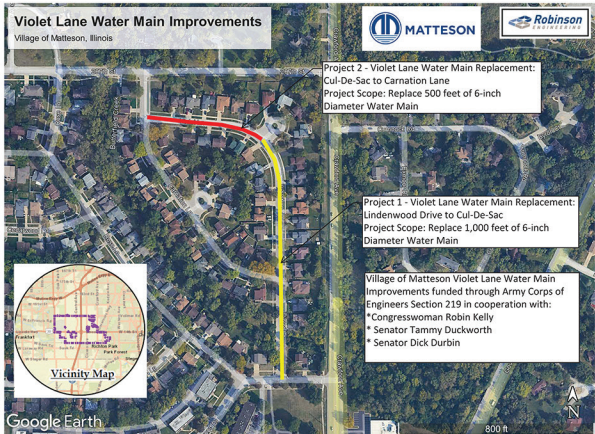 Violet Lane Water Main Improvements
Village of Matteson, Illinois
MATTESON
Robinson
ENGINEERING
Project 2 - Violet Lane Water Main Replacement:
Cul-De-Sac to Carnation Lane
Project Scope: Replace 500 feet of 6-inch
Diameter Water Main
Project 1 - Violet Lane Water Main Replacement:
Lindenwood Drive to Cul-De-Sac
Project Scope: Replace 1,000 feet of 6-inch
Diameter Water Main
Village of Matteson Violet Lane Water Main
Improvements funded through Army Corps of
Engineers Section 219 in cooperation with:
*Congresswoman Robin Kelly
* Senator Tammy Duckworth
* Senator Dick Durbin
Frankfort
Richton Park
Park Forest
Vicinity Map
Google Earth
800 ft
N